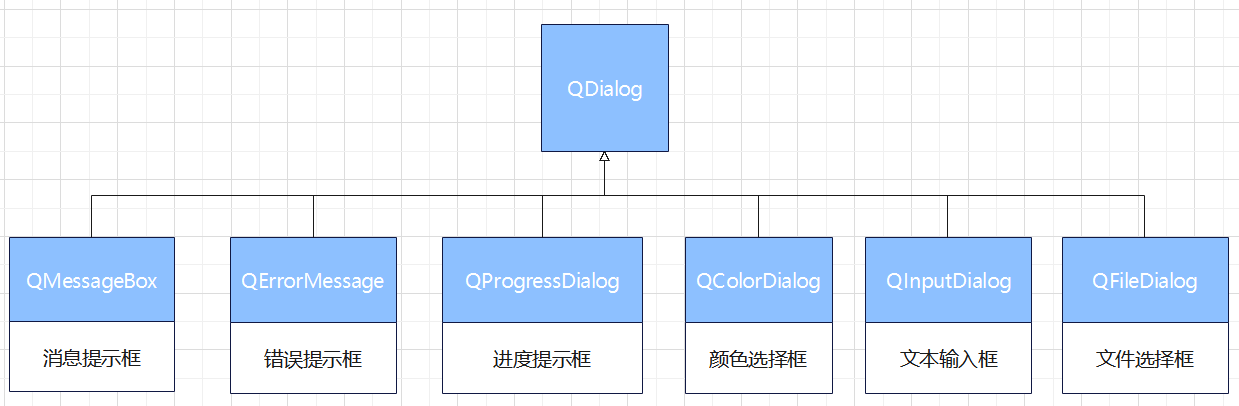 QDialog
QMessageBox
QErrorMessage
QProgressDialog
QColorDialog
QInputDialog
QFileDialog
消息提示框
错误提示框
进度提示框
颜色选择框
文本输入框
文件选择框